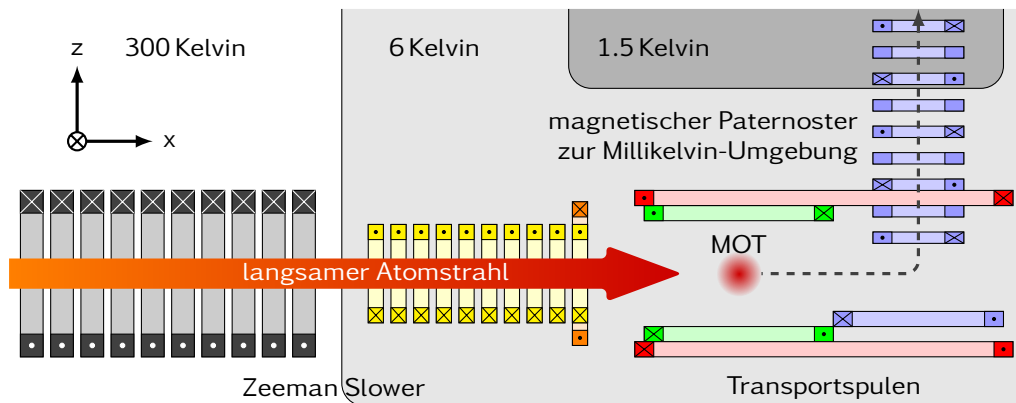 300 Kelvin
6 Kelvin
1.5 Kelvin
z
x
magnetischer Paternoster
zur Millikelvin-Umgebung
MOT
langsamer Atomstrahl
Zeeman Slower
Transportspulen